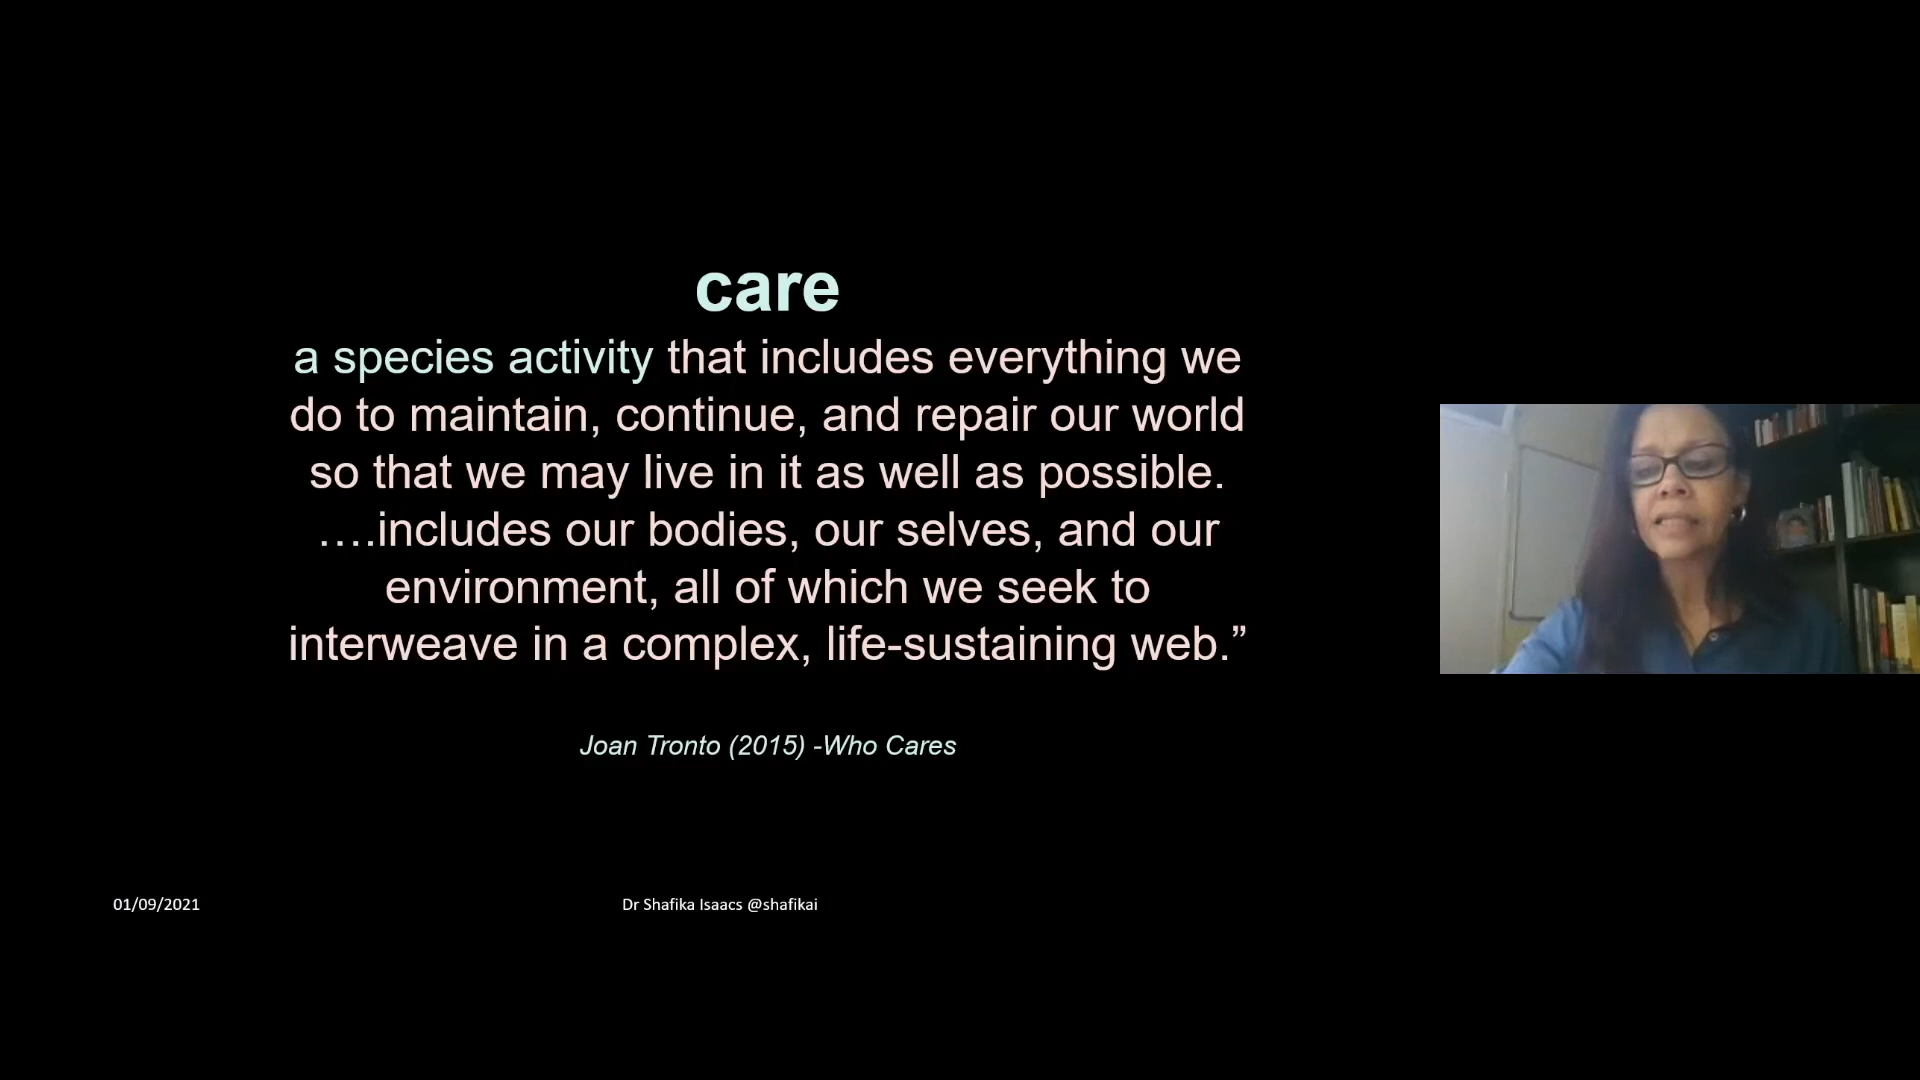 care
a species activity that includes everything we
do to maintain, continue, and repair our world
so that we may live in it as well as possible.
….includes our bodies, our selves, and our
environment, all of which we seek to
interweave in a complex, life-sustaining web.”
Joan Tronto (2015) -Who Cares
01/09/2021
Dr Shafika Isaacs @shafikai